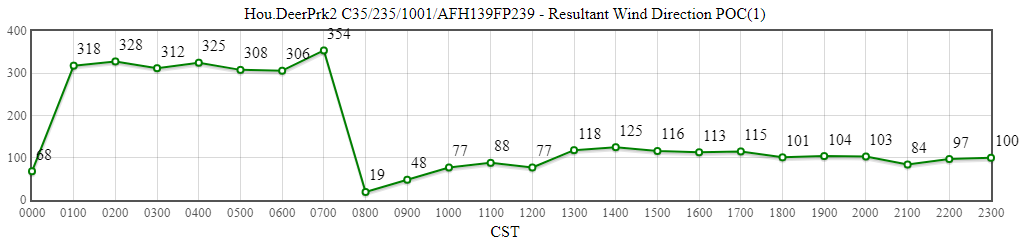 Hou.DeerPrk2 C35/235/1001/AFH139FP239 - Resultant Wind Direction POC(1)
400
300
200
100
0
68 318 328 312 325 308 306 354 19 48 77 88 77 118 125 116 113 115 101 104 103 84 97 100
0000 0100 0200 0300 0400 0500 0600 0700 0800 0900 1000 1100 1200 1300 1400 1500 1600 1700 1800 1900 2000 2100 2200 2300
CST